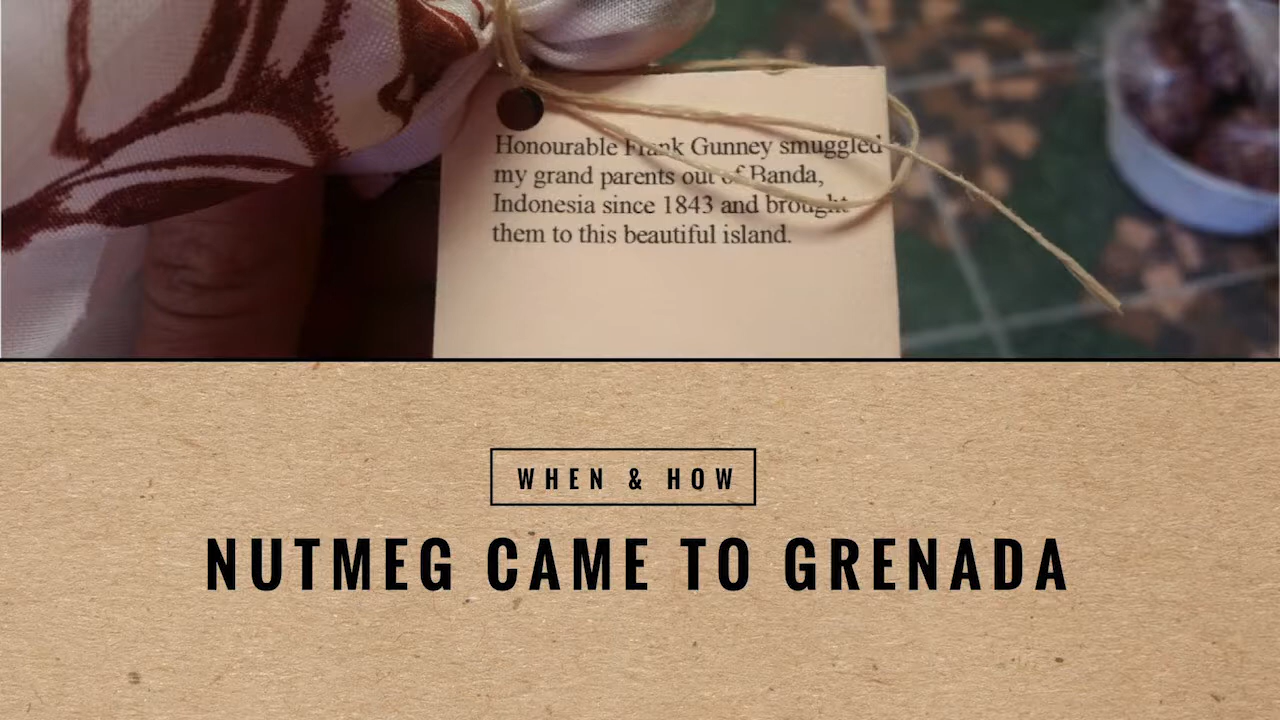 Honourable Frank Gunney smuggled
my grand parents out of Banda,
Indonesia since 1843 and brought
them to this beautiful island.
WHEN & HOW
NUTMEG CAME TO GRENADA